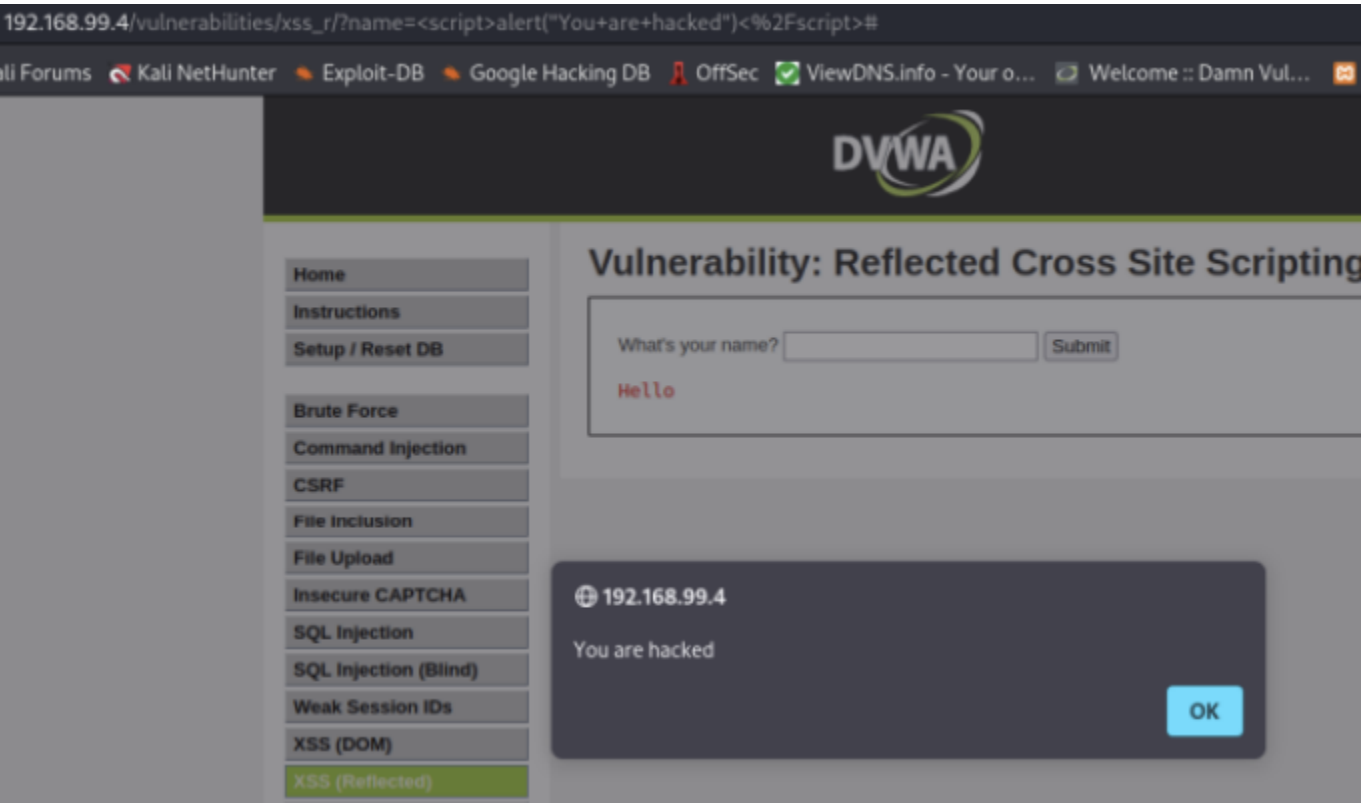 192.168.99.4/vulnerabilities/xss_r/?name=<script>alert("You+are+hacked")<%2Fscript>#
ali Forums Kali NetHunter Exploit-DB Google Hacking DB OffSec ViewDNS.info - Your o... Welcome :: Damn Vul...
DVWA
Vulnerability: Reflected Cross Site Scripting
Home
Instructions
Setup / Reset DB
What's your name? Submit
Hello
Brute Force
Command Injection
CSRF
File Inclusion
File Upload
Insecure CAPTCHA
SQL Injection
SQL Injection (Blind)
Weak Session IDs
XSS (DOM)
XSS (Reflected)
192.168.99.4
You are hacked
OK